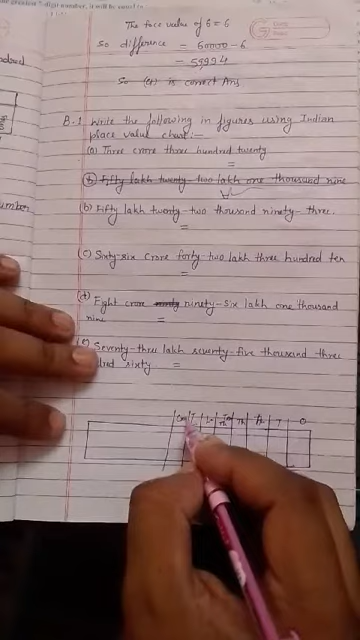 The face value of 6 = 6
So difference = 60000 - 6
= 59994
So (a) is correct Ans
B-1 Write the following in figures using Indian
place value chart:—
(a) Three crore three hundred twenty
=
(b) Fifty lakh twenty two lakh one thousand nine
(b) Fifty lakh twenty-two thousand ninety-three.
=
(c) Sixty-six crore forty-two lakh three hundred ten
=
(d) Eight crore ninety-six lakh one thousand
nine =
(e) Seventy-three lakh seventy-five thousand three
sixty =
T L Th T O